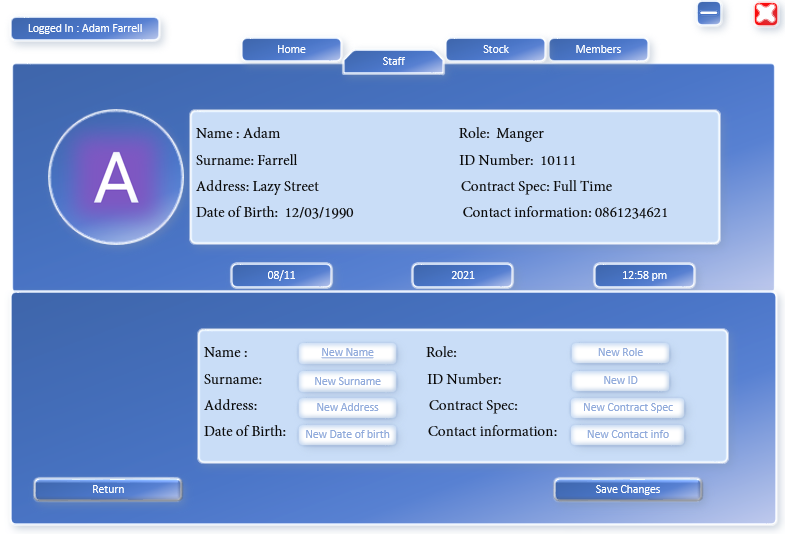 Logged In : Adam Farrell
Home
Staff
Stock
Members
A
Name : Adam
Role: Manger
Surname: Farrell
ID Number: 10111
Address: Lazy Street
Contract Spec: Full Time
Date of Birth: 12/03/1990
Contact information: 0861234621
08/11
2021
12:58 pm
Name :
New Name
Role:
New Role
Surname:
New Surname
ID Number:
New ID
Address:
New Address
Contract Spec:
New Contract Spec
Date of Birth:
New Date of birth
Contact information:
New Contact info
Return
Save Changes